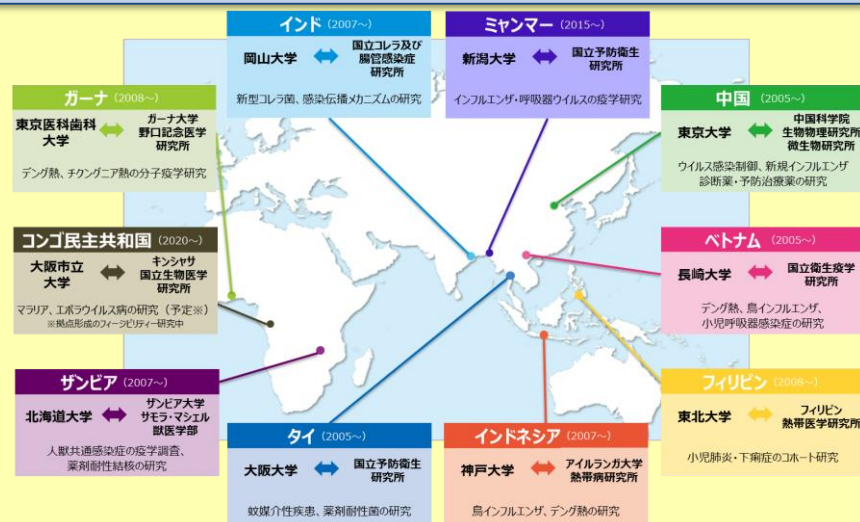 インド (2007~)
岡山大学 ⇔ 国立コレラ及び
腸管感染症
研究所
新型コレラ菌、感染伝播メカニズムの研究
ミャンマー (2015~)
新潟大学 ⇔ 国立予防衛生
研究所
インフルエンザ・呼吸器ウイルスの疫学研究
ガーナ (2008~)
東京医科歯科
大学 ⇔ ガーナ大学
野口記念医学
研究所
デング熱、チクングニア熱の分子疫学研究
中国 (2005~)
東京大学 ⇔ 中国科学院
生物物理研究所
微生物研究所
ウイルス感染制御、新規インフルエンザ
診断薬・予防治療薬の研究
コンゴ民主共和国 (2020~)
大阪市立
大学 ⇔ キンシャサ
国立生物医学
研究所
マラリア、エボラウイルス病の研究(予定※)
※拠点形成のフィージビリティー研究中
ベトナム (2005~)
長崎大学 ⇔ 国立衛生疫学
研究所
デング熱、鳥インフルエンザ、
小児呼吸器感染症の研究
ザンビア (2007~)
北海道大学 ⇔ ザンビア大学
サモラ・マシェル
獣医学部
人獣共通感染症の疫学調査、
薬剤耐性結核の研究
フィリピン (2008~)
東北大学 ⇔ フィリピン
熱帯医学研究所
小児肺炎・下痢症のコホート研究
タイ (2005~)
大阪大学 ⇔ 国立予防衛生
研究所
蚊媒介性疾患、薬剤耐性菌の研究
インドネシア (2007~)
神戸大学 ⇔ アイルランガ大学
熱帯病研究所
鳥インフルエンザ、デング熱の研究